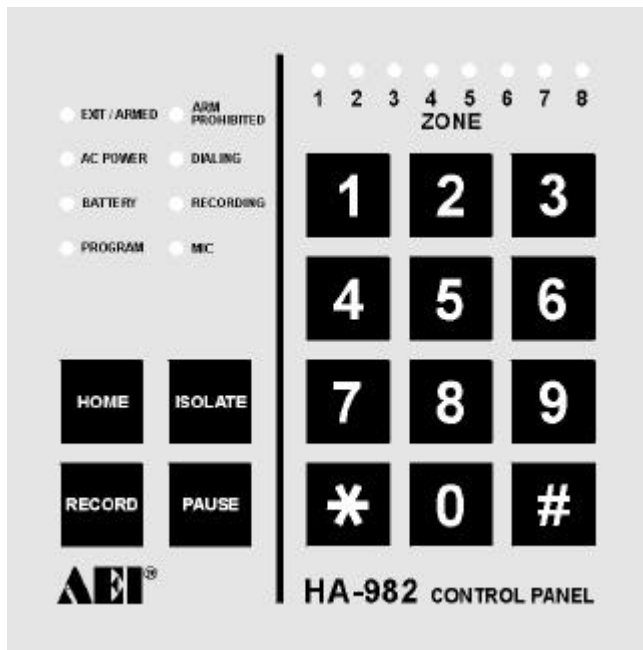 EXIT / ARMED
ARM PROHIBITED
AC POWER
DIALING
BATTERY
RECORDING
PROGRAM
MIC
HOME ISOLATE
RECORD PAUSE
AEI®
1 2 3 4 5 6 7 8
ZONE
1 2 3
4 5 6
7 8 9
* 0 #
HA-982 CONTROL PANEL